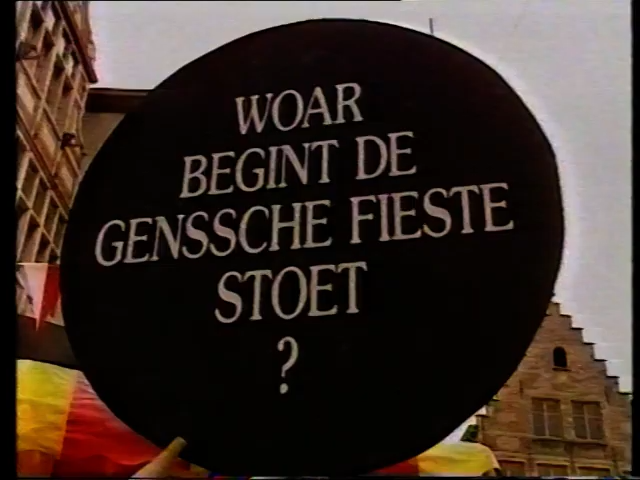 WOAR
BEGINT DE
GENSSCHE FIESTE
STOET
?